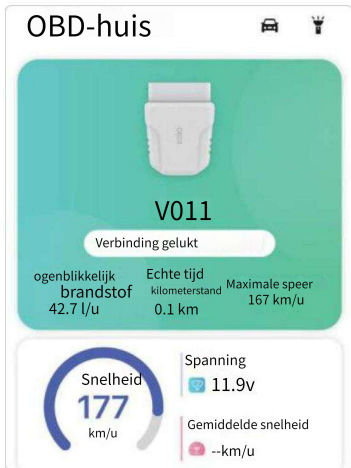 OBD-huis
V011
Verbinding gelukt
ogenblikkelijk
brandstof
42.7 l/u
Echte tijd
kilometerstand
0.1 km
Maximale speer
167 km/u
Snelheid
177
km/u
Spanning
11.9v
Gemiddelde snelheid
--km/u